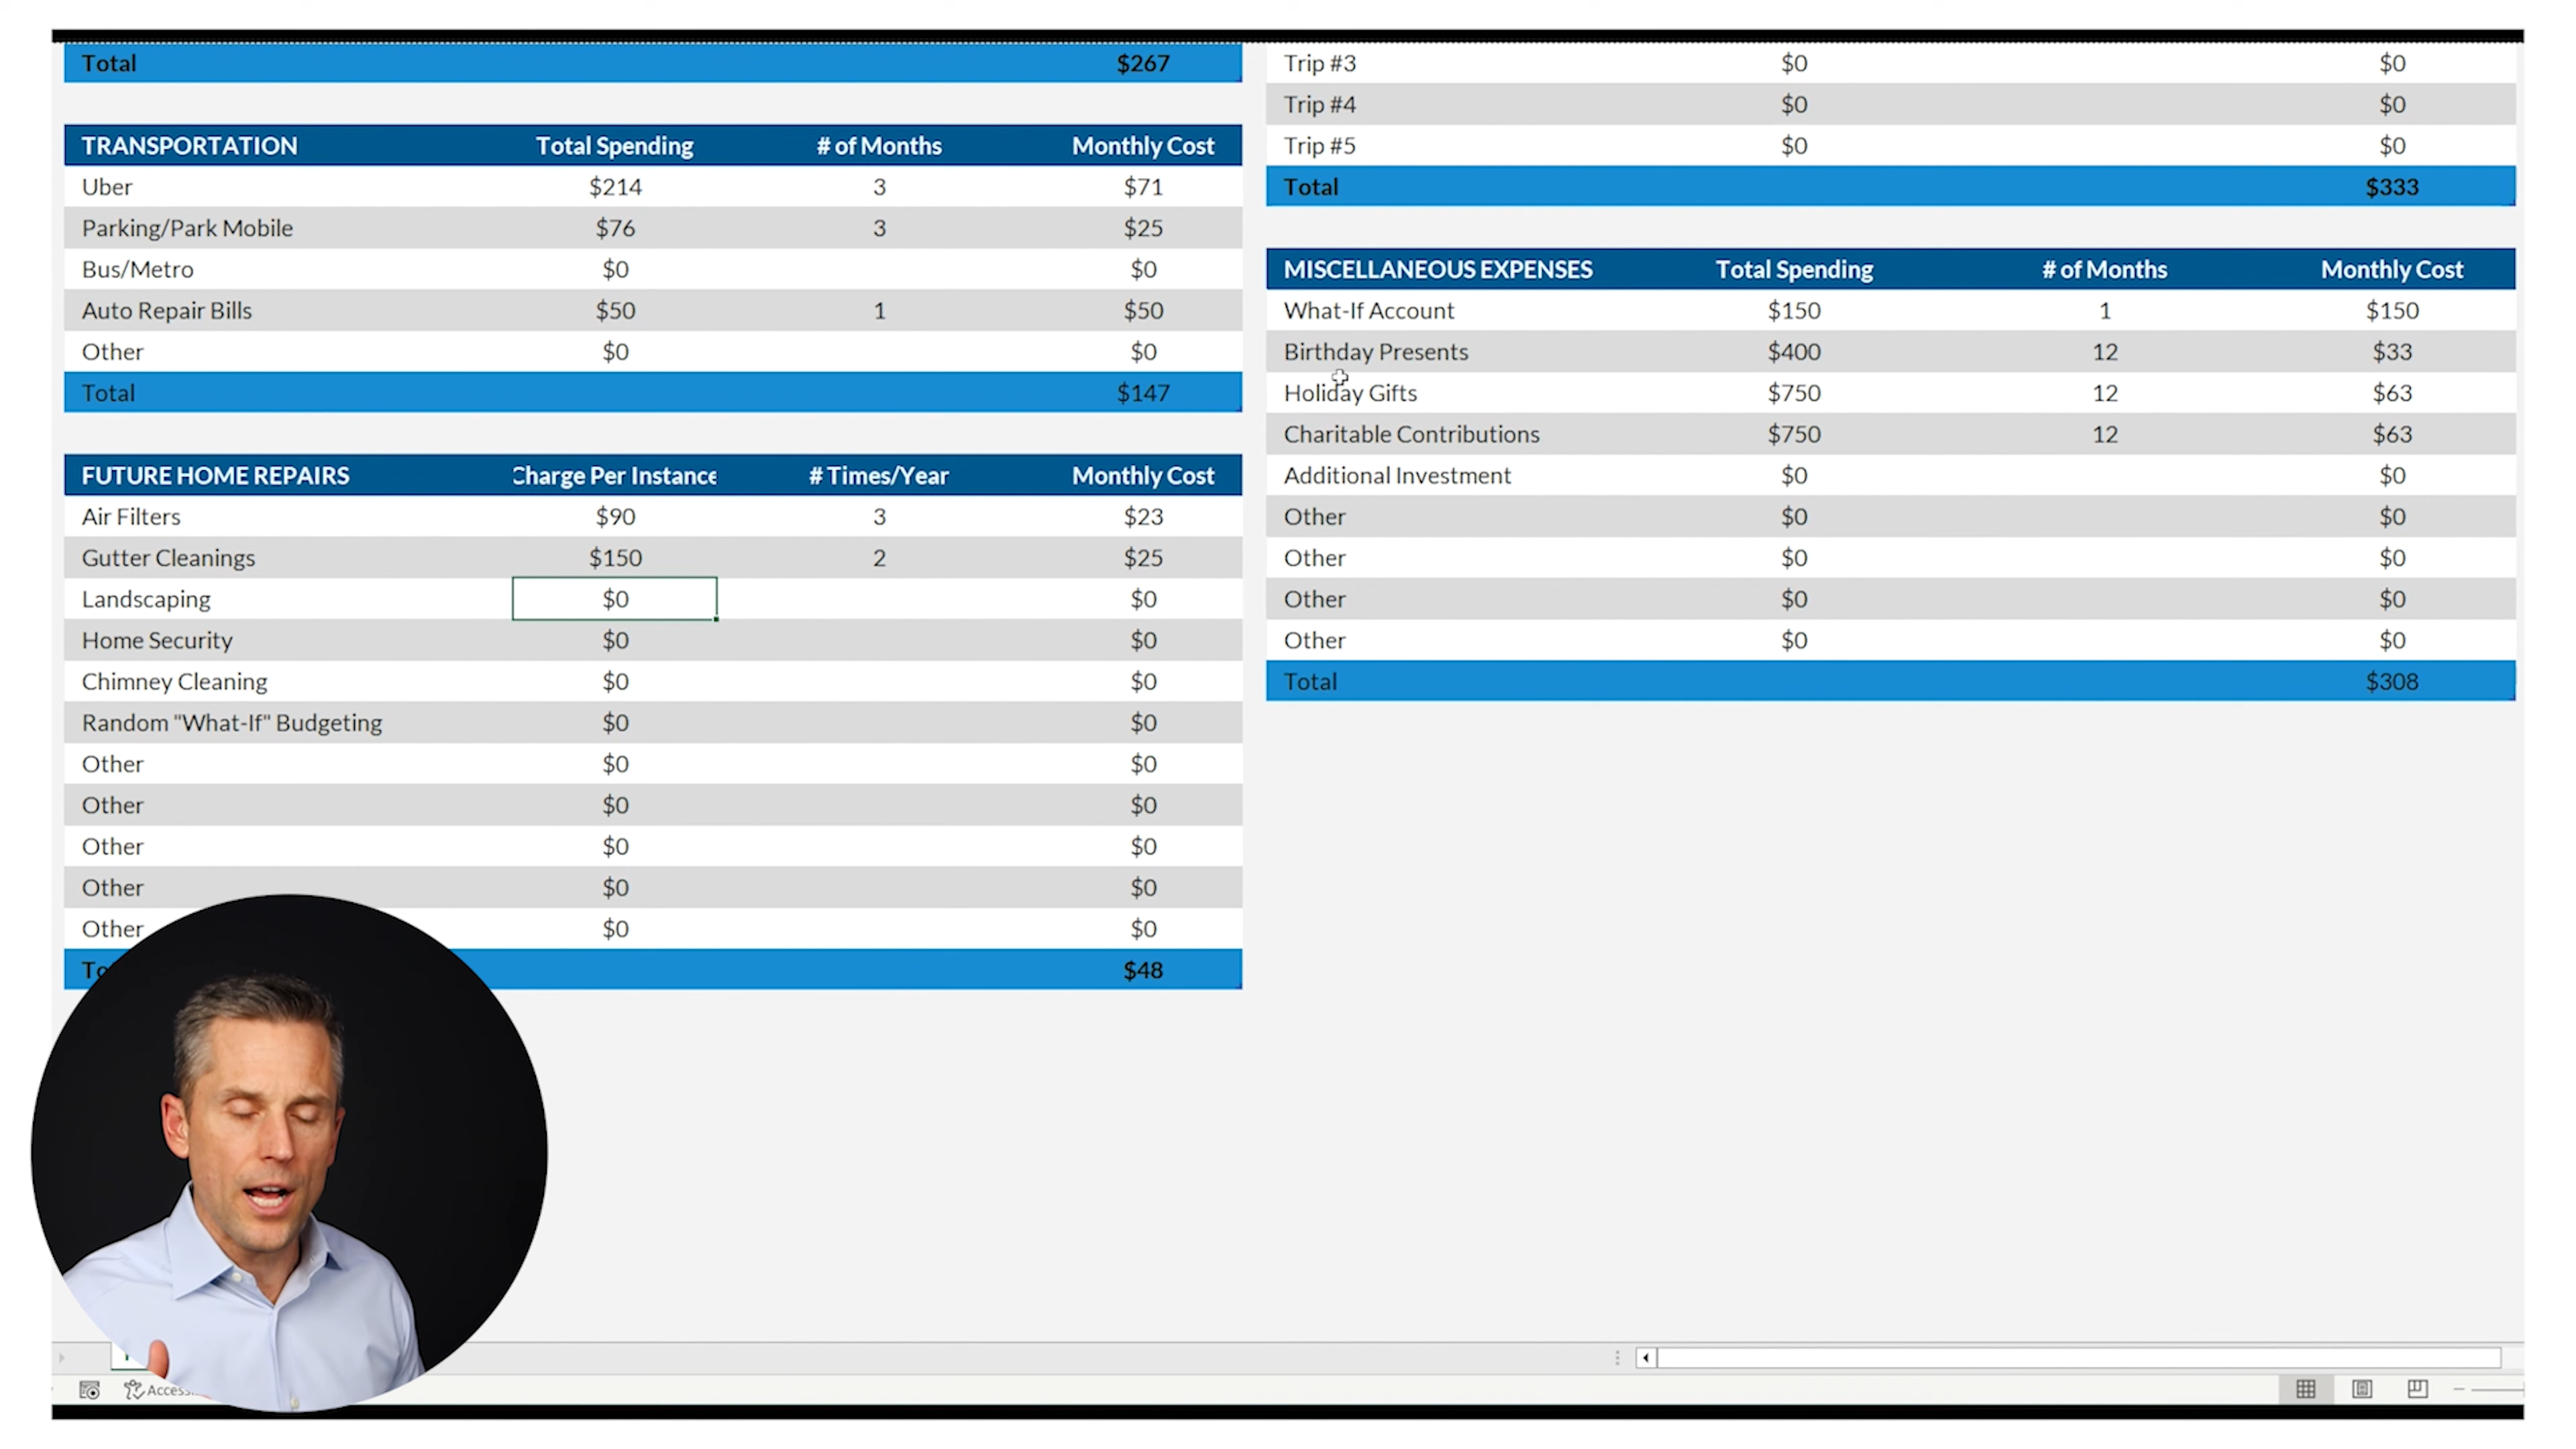 Total $267
TRANSPORTATION Total Spending # of Months Monthly Cost
Uber $214 3 $71
Parking/Park Mobile $76 3 $25
Bus/Metro $0 $0
Auto Repair Bills $50 1 $50
Other $0 $0
Total $147
FUTURE HOME REPAIRS Charge Per Instance # Times/Year Monthly Cost
Air Filters $90 3 $23
Gutter Cleanings $150 2 $25
Landscaping $0 $0
Home Security $0 $0
Chimney Cleaning $0 $0
Random "What-If" Budgeting $0 $0
Other $0 $0
Other $0 $0
Other $0 $0
Other $0 $0
Other $0 $0
$48
Trip #3 $0 $0
Trip #4 $0 $0
Trip #5 $0 $0
Total $333
MISCELLANEOUS EXPENSES Total Spending # of Months Monthly Cost
What-If Account $150 1 $150
Birthday Presents $400 12 $33
Holiday Gifts $750 12 $63
Charitable Contributions $750 12 $63
Additional Investment $0 $0
Other $0 $0
Other $0 $0
Other $0 $0
Other $0 $0
Total $308